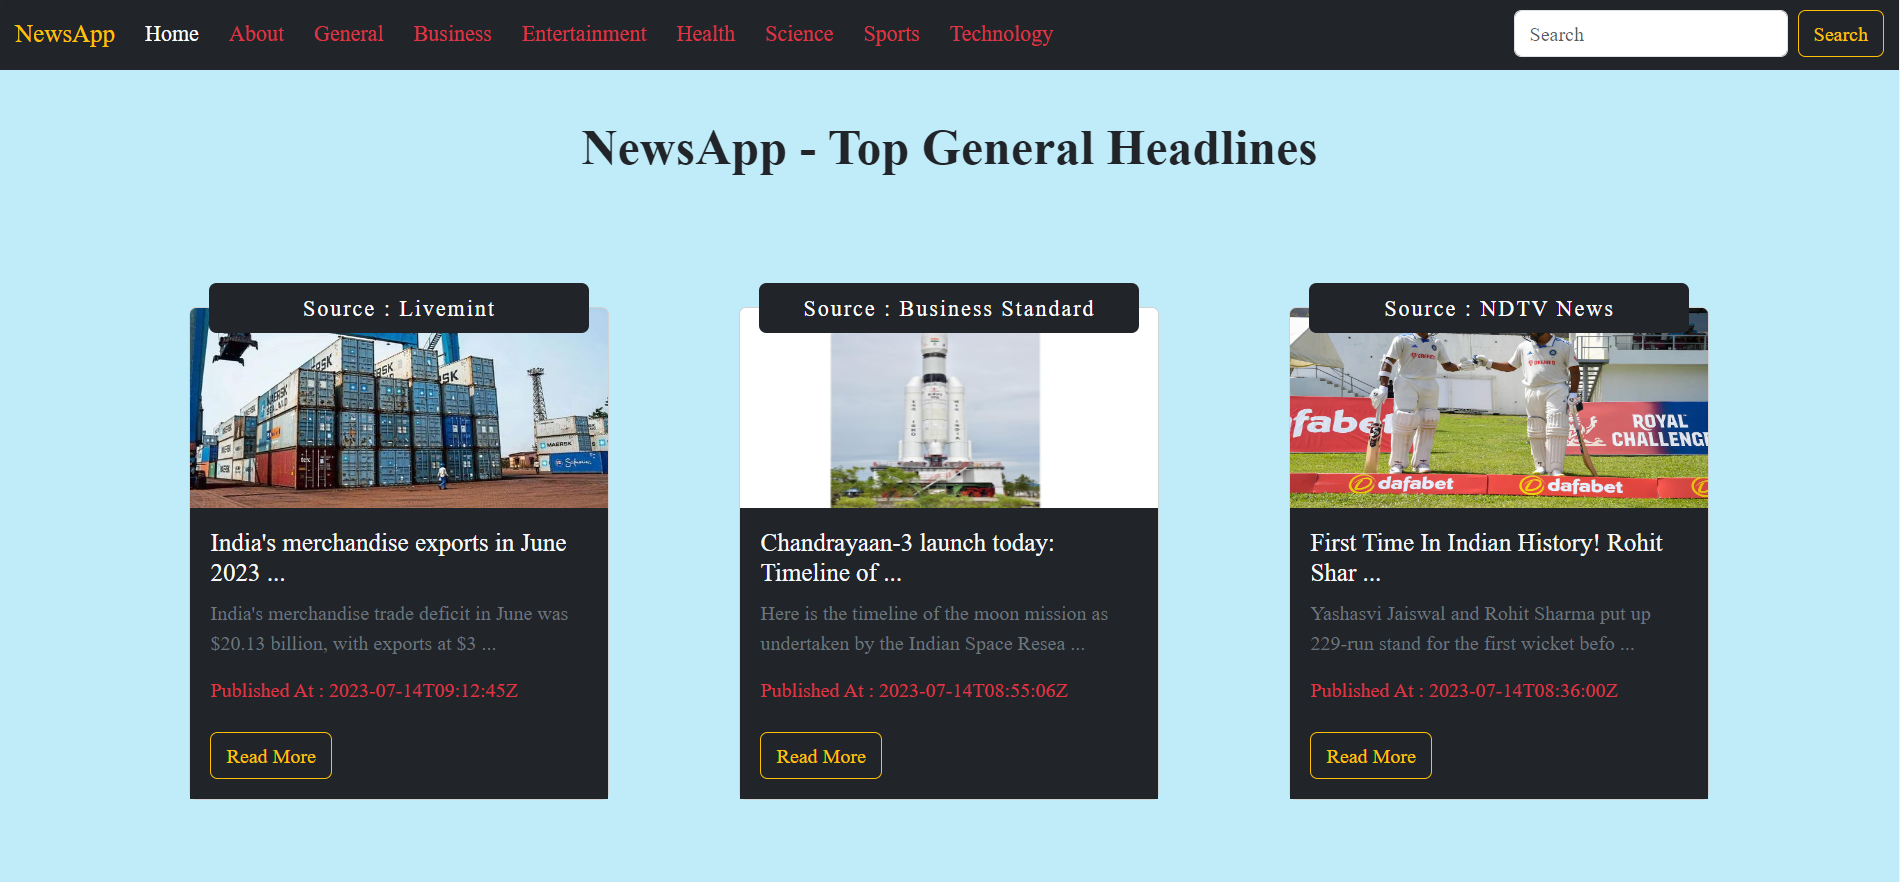 NewsApp Home About General Business Entertainment Health Science Sports Technology Search Search
NewsApp - Top General Headlines
Source : Livemint
MAERSK
MAERSK
Safmarine
India's merchandise exports in June
2023 ...
India's merchandise trade deficit in June was
$20.13 billion, with exports at $3 ...
Published At : 2023-07-14T09:12:45Z
Read More
Source : Business Standard
Chandrayaan-3 launch today:
Timeline of ...
Here is the timeline of the moon mission as
undertaken by the Indian Space Resea ...
Published At : 2023-07-14T08:55:06Z
Read More
Source : NDTV News
fabet
ROYAL
CHALLENG
dafabet
dafabet
First Time In Indian History! Rohit
Shar ...
Yashasvi Jaiswal and Rohit Sharma put up
229-run stand for the first wicket befo ...
Published At : 2023-07-14T08:36:00Z
Read More